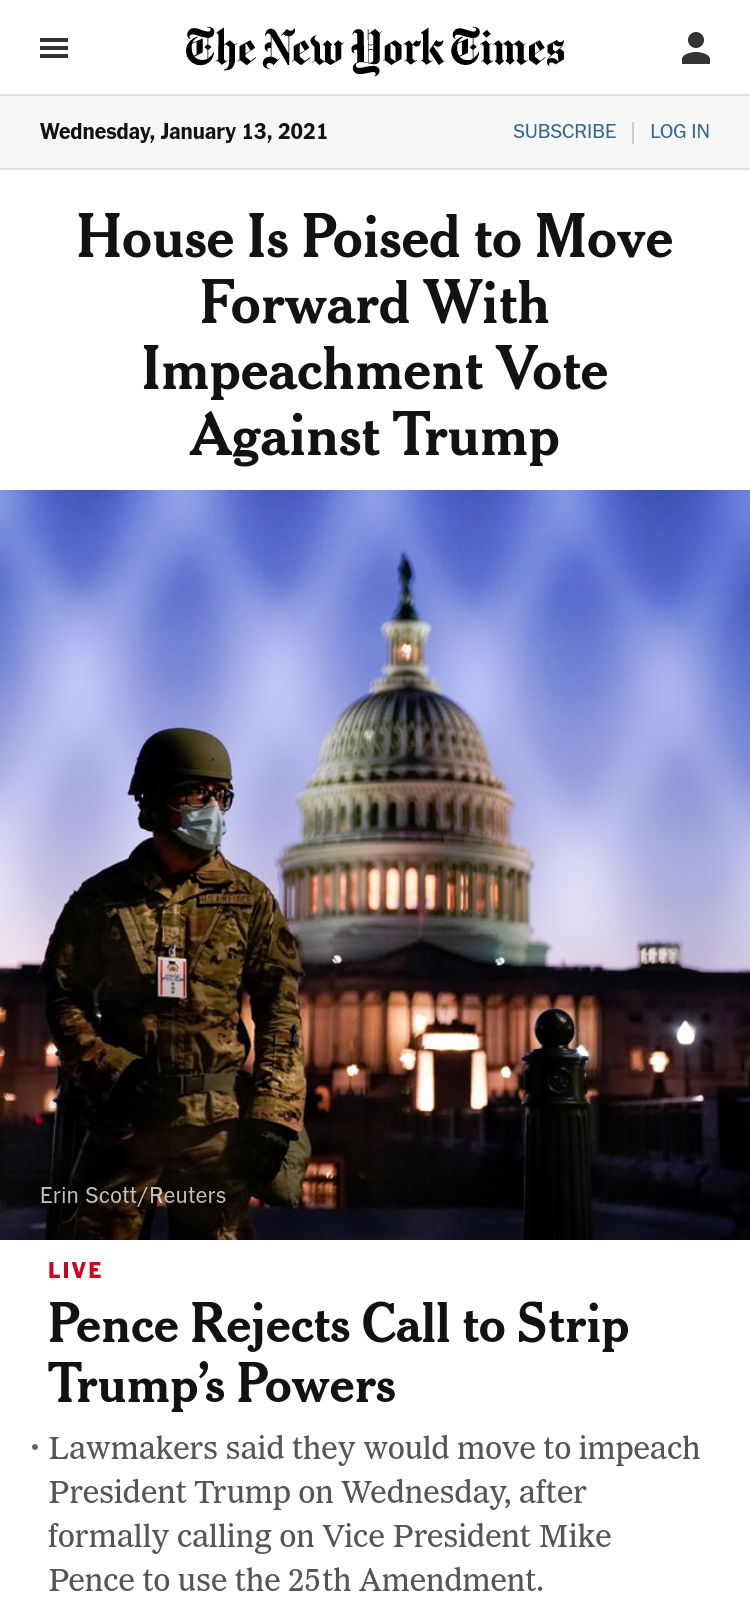 The New York Times
Wednesday, January 13, 2021
SUBSCRIBE | LOG IN
House Is Poised to Move
Forward With
Impeachment Vote
Against Trump
U.S. AIR FORCE
Erin Scott/Reuters
LIVE
Pence Rejects Call to Strip
Trump’s Powers
• Lawmakers said they would move to impeach
President Trump on Wednesday, after
formally calling on Vice President Mike
Pence to use the 25th Amendment.